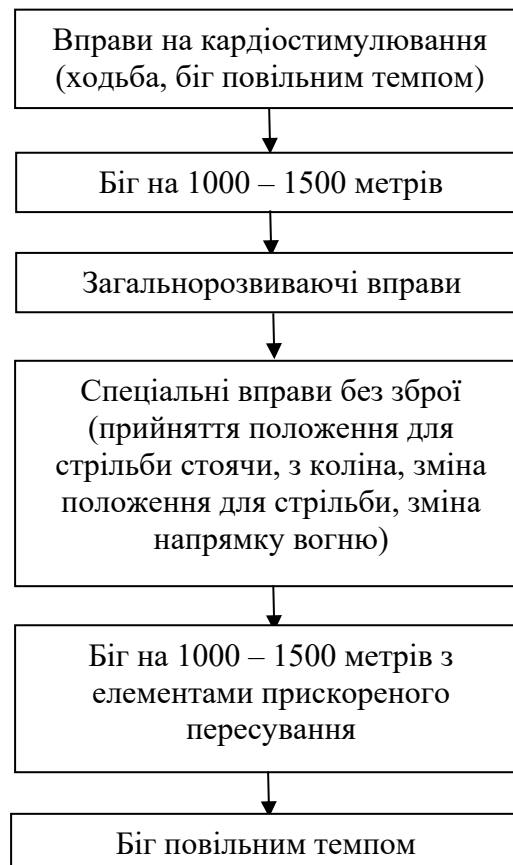 Вправи на кардіостимулювання
(ходьба, біг повільним темпом)
Біг на 1000 – 1500 метрів
Загальнорозвиваючі вправи
Спеціальні вправи без зброї
(прийняття положення для
стрільби стоячи, з коліна, зміна
положення для стрільби, зміна
напрямку вогню)
Біг на 1000 – 1500 метрів з
елементами прискореного
пересування
Біг повільним темпом